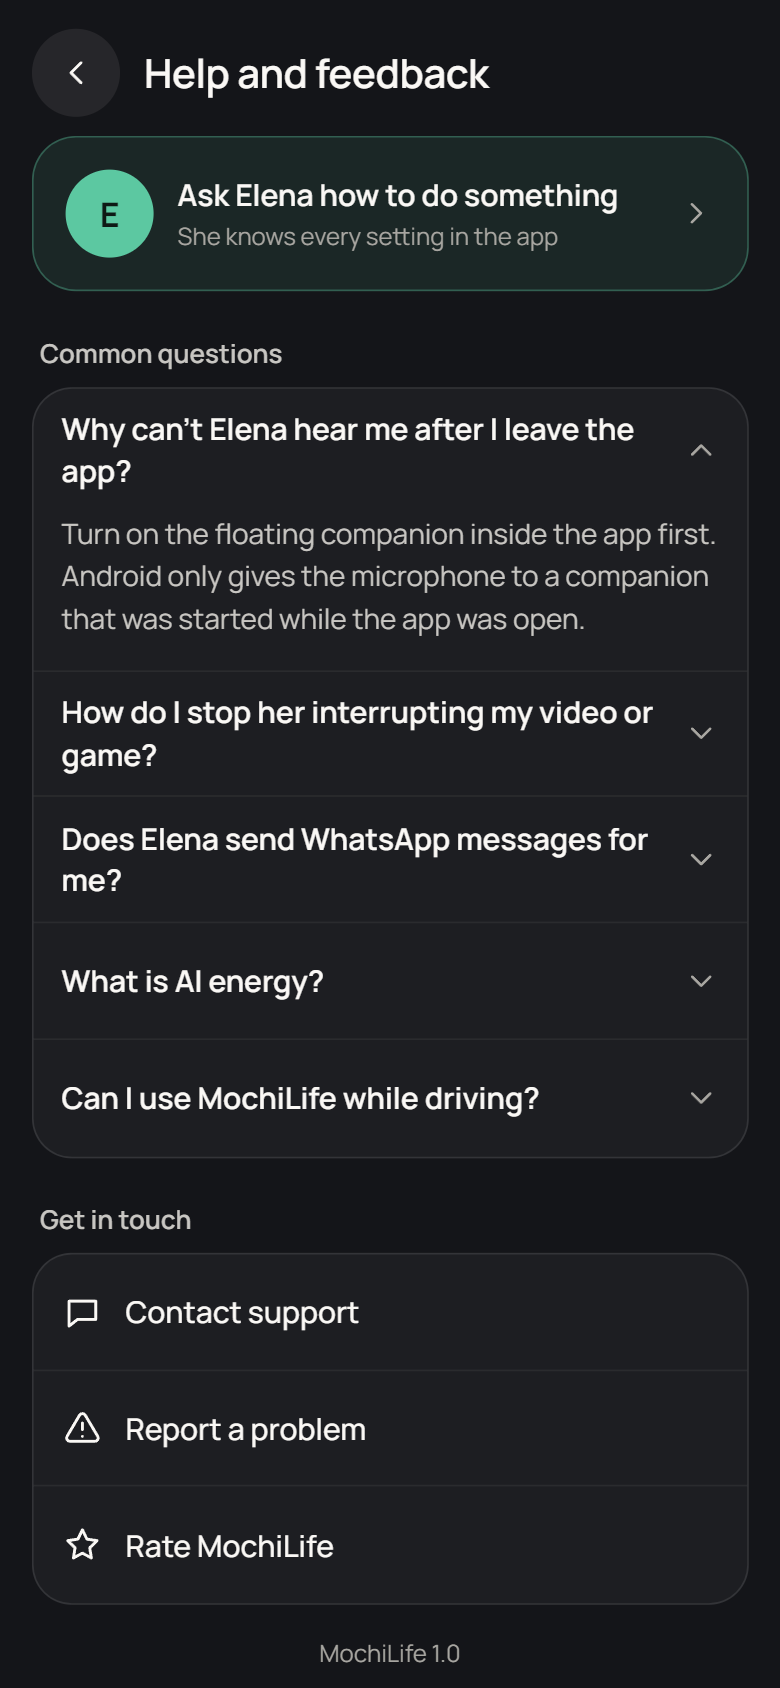 Help and feedback
E
Ask Elena how to do something
She knows every setting in the app
Common questions
Why can’t Elena hear me after I leave the
app?
Turn on the floating companion inside the app first.
Android only gives the microphone to a companion
that was started while the app was open.
How do I stop her interrupting my video or
game?
Does Elena send WhatsApp messages for
me?
What is AI energy?
Can I use MochiLife while driving?
Get in touch
Contact support
Report a problem
Rate MochiLife
MochiLife 1.0